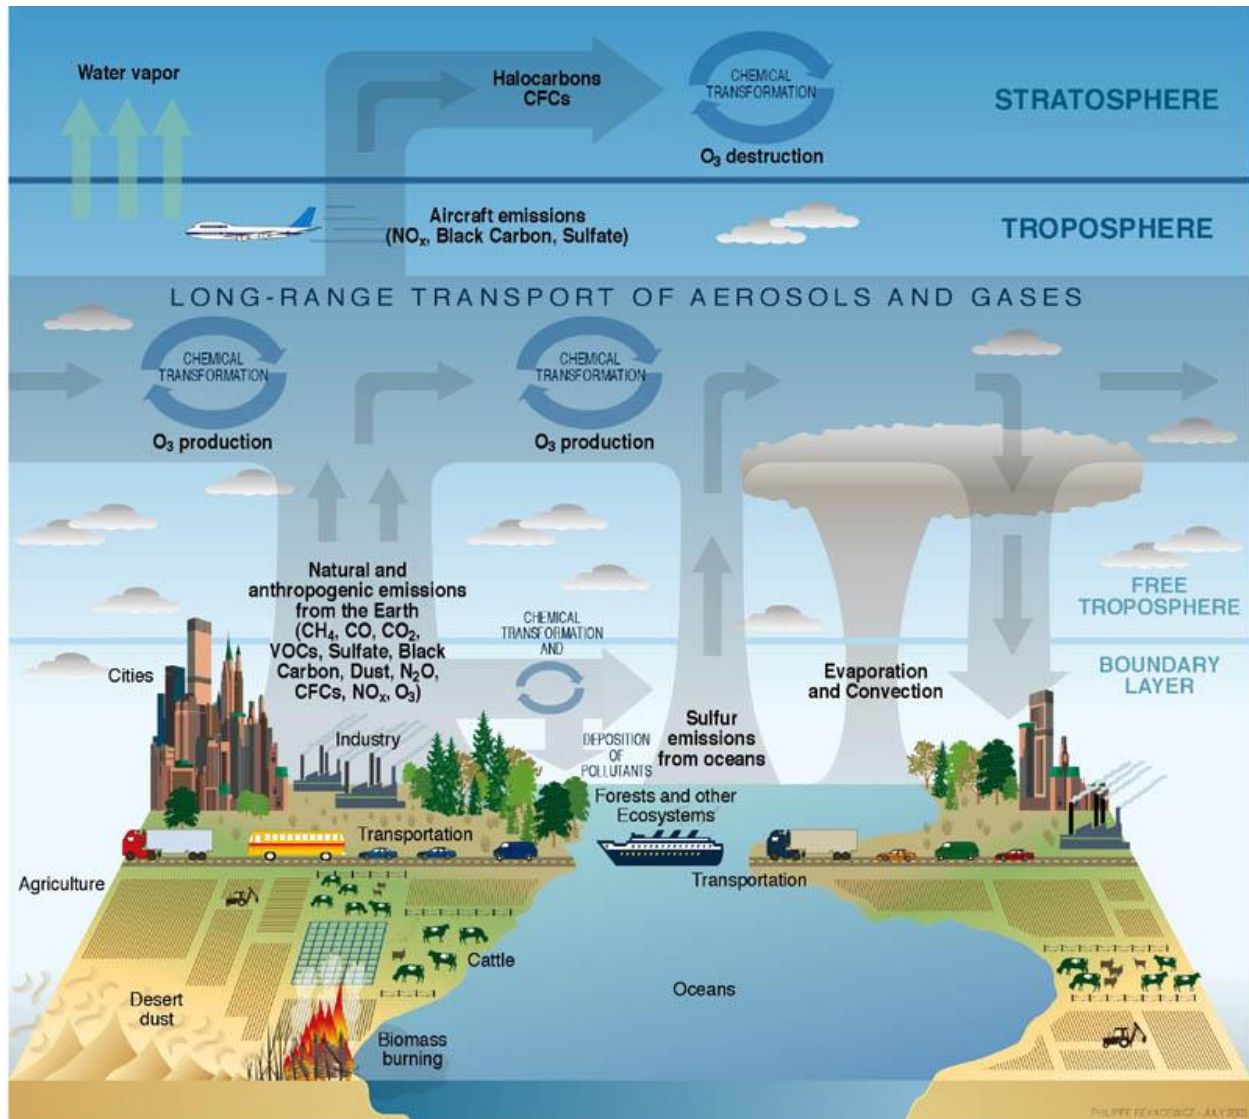 Water vapor
Halocarbons
CFCs
CHEMICAL
TRANSFORMATION
O₃ destruction
STRATOSPHERE
Aircraft emissions
(NOₓ, Black Carbon, Sulfate)
TROPOSPHERE
LONG-RANGE TRANSPORT OF AEROSOLS AND GASES
CHEMICAL
TRANSFORMATION
O₃ production
CHEMICAL
TRANSFORMATION
O₃ production
Natural and
anthropogenic emissions
from the Earth
(CH₄, CO, CO₂,
VOCs, Sulfate, Black
Carbon, Dust, N₂O,
CFCs, NOₓ, O₃)
CHEMICAL
TRANSFORMATION
AND
DEPOSITION
OF
POLLUTANTS
FREE
TROPOSPHERE
BOUNDARY
LAYER
Cities
Industry
Sulfur
emissions
from oceans
Evaporation
and Convection
Forests and other
Ecosystems
Transportation
Transportation
Agriculture
Cattle
Oceans
Desert
dust
Biomass
burning
PHILIPPE REKACEWICZ - JULY